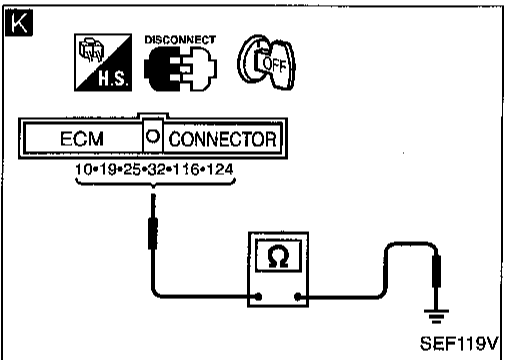 K
DISCONNECT
H.S.
OFF
ECM
CONNECTOR
10•19•25•32•116•124
Ω
SEF119V